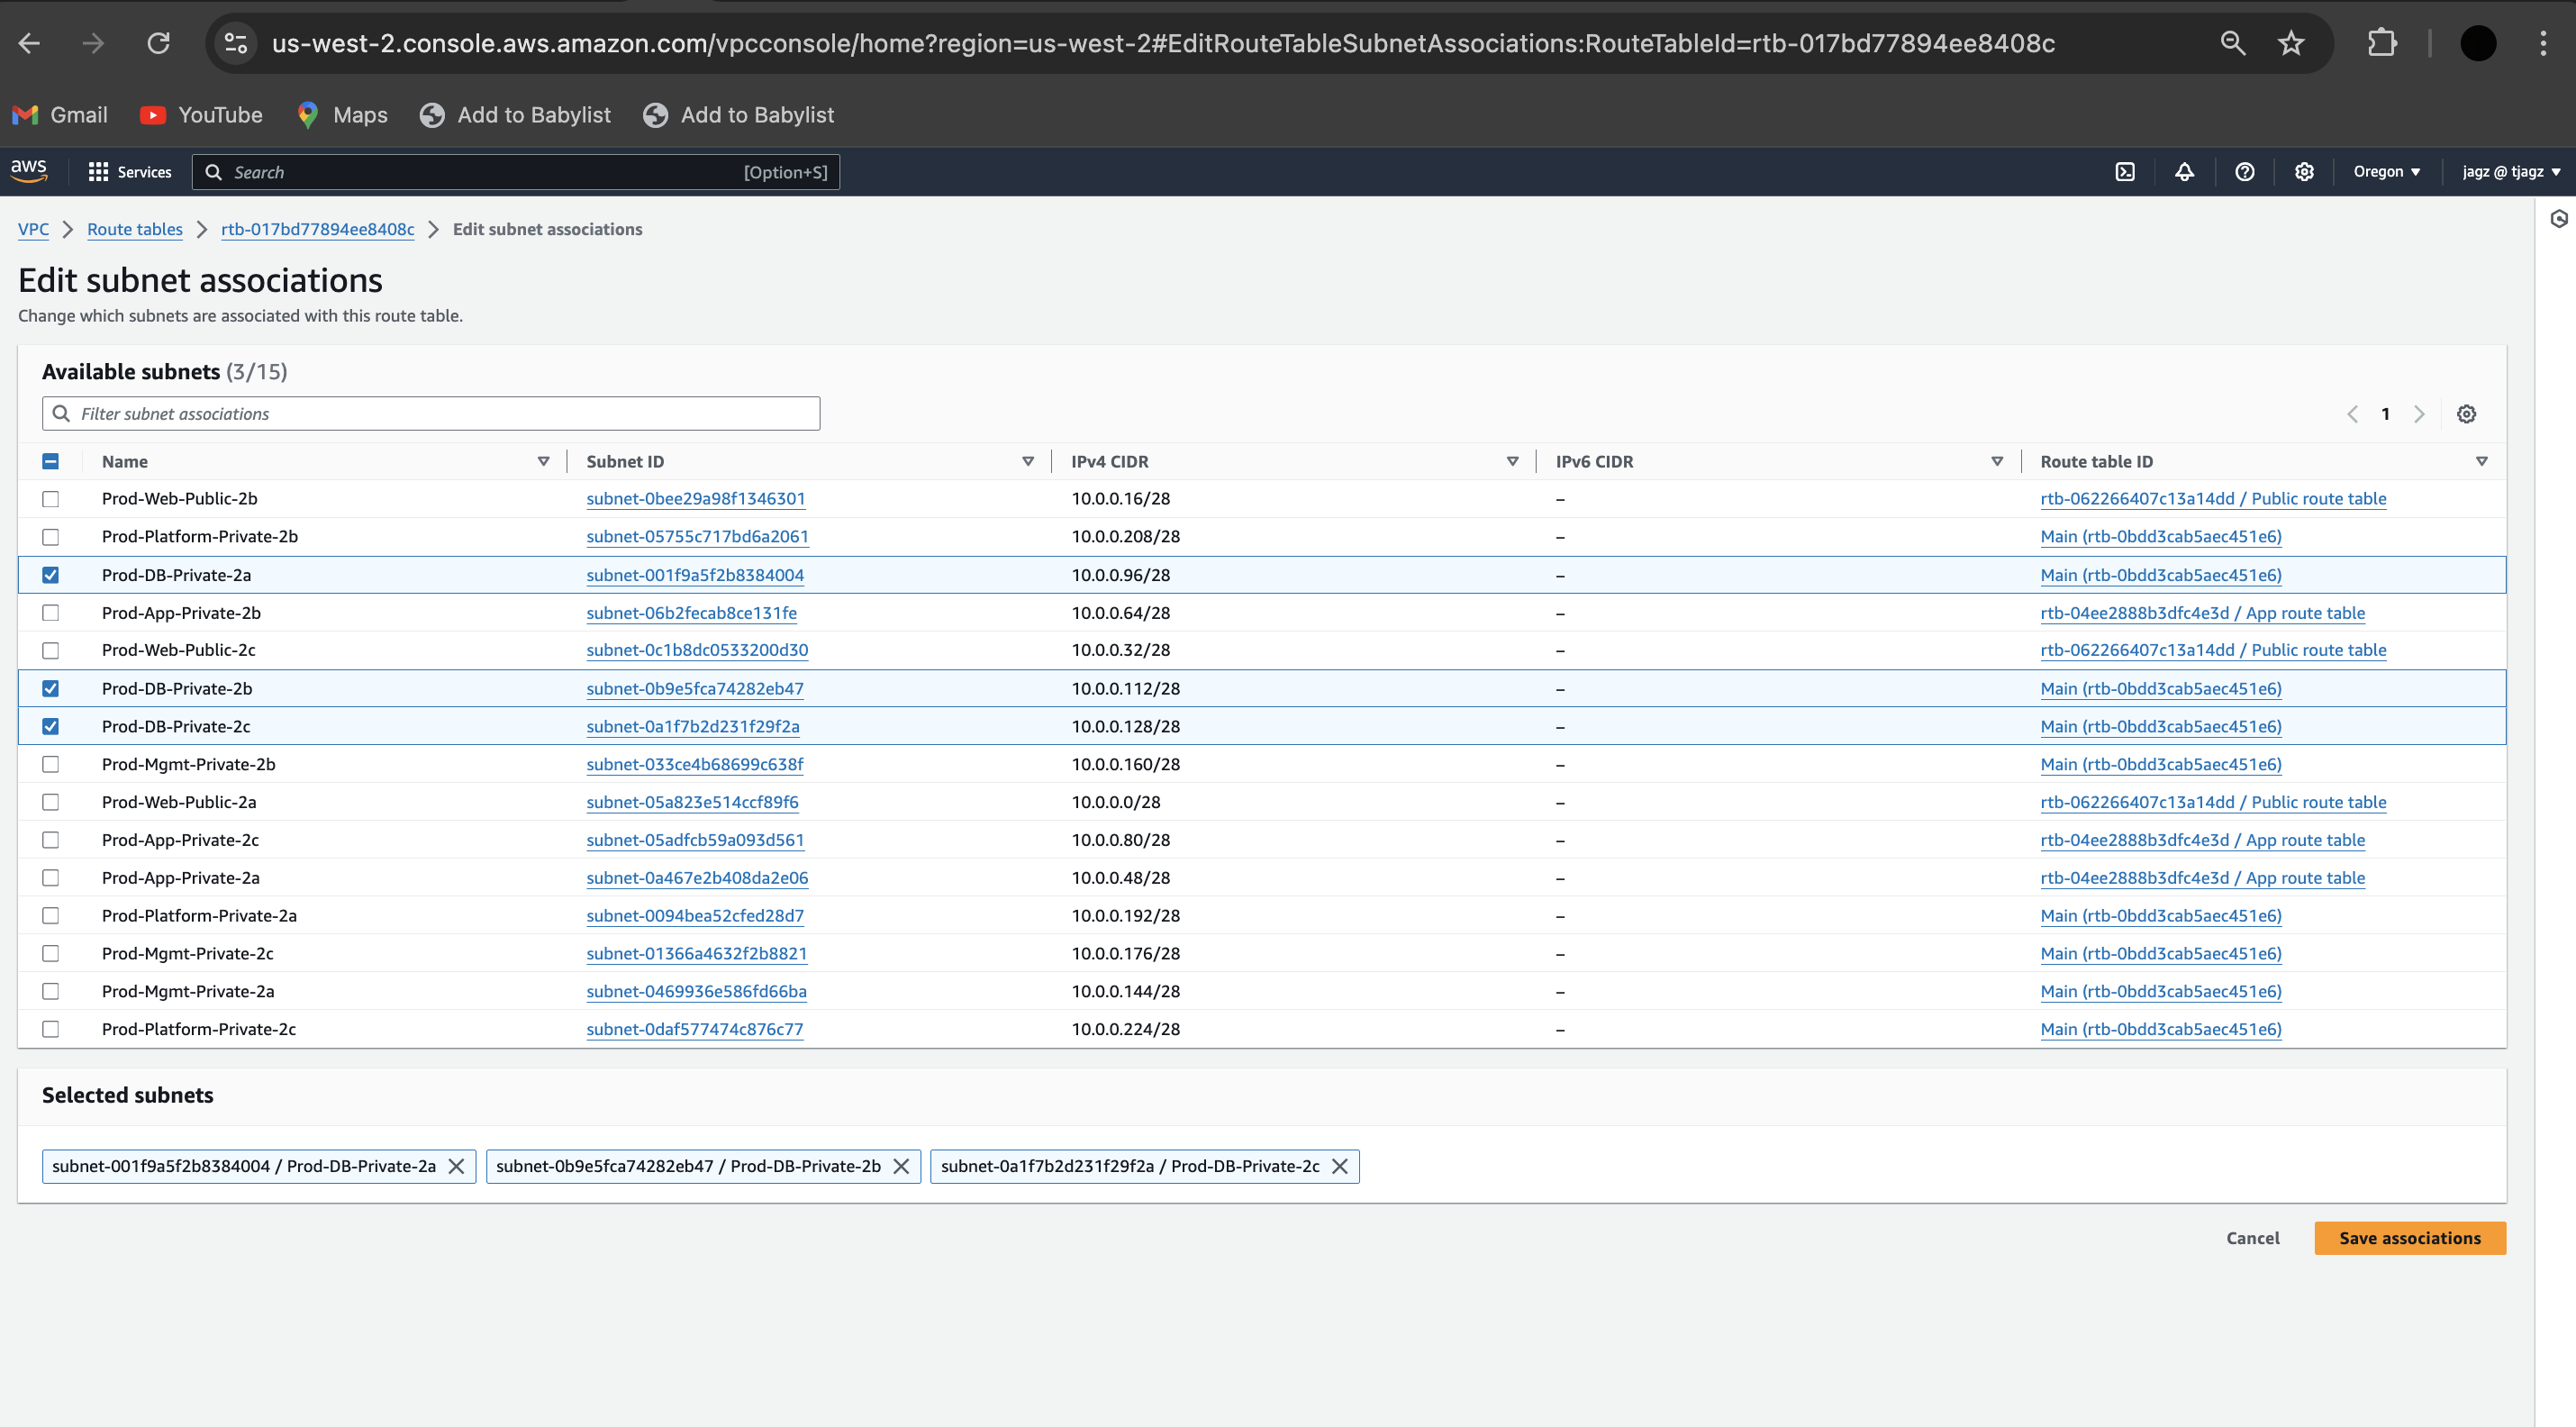 us-west-2.console.aws.amazon.com/vpcconsole/home?region=us-west-2#EditRouteTableSubnetAssociations:RouteTableId=rtb-017bd77894ee8408c
Gmail YouTube Maps Add to Babylist Add to Babylist
aws Services Search [Option+S] Oregon jagz @ tjagz
VPC Route tables rtb-017bd77894ee8408c Edit subnet associations
Edit subnet associations
Change which subnets are associated with this route table.
Available subnets (3/15)
Filter subnet associations 1
Name Subnet ID IPv4 CIDR IPv6 CIDR Route table ID
Prod-Web-Public-2b subnet-0bee29a98f1346301 10.0.0.16/28 – rtb-062266407c13a14dd / Public route table
Prod-Platform-Private-2b subnet-05755c717bd6a2061 10.0.0.208/28 – Main (rtb-0bdd3cab5aec451e6)
Prod-DB-Private-2a subnet-001f9a5f2b8384004 10.0.0.96/28 – Main (rtb-0bdd3cab5aec451e6)
Prod-App-Private-2b subnet-06b2fecab8ce131fe 10.0.0.64/28 – rtb-04ee2888b3dfc4e3d / App route table
Prod-Web-Public-2c subnet-0c1b8dc0533200d30 10.0.0.32/28 – rtb-062266407c13a14dd / Public route table
Prod-DB-Private-2b subnet-0b9e5fca74282eb47 10.0.0.112/28 – Main (rtb-0bdd3cab5aec451e6)
Prod-DB-Private-2c subnet-0a1f7b2d231f29f2a 10.0.0.128/28 – Main (rtb-0bdd3cab5aec451e6)
Prod-Mgmt-Private-2b subnet-033ce4b68699c638f 10.0.0.160/28 – Main (rtb-0bdd3cab5aec451e6)
Prod-Web-Public-2a subnet-05a823e514ccf89f6 10.0.0.0/28 – rtb-062266407c13a14dd / Public route table
Prod-App-Private-2c subnet-05adfcb59a093d561 10.0.0.80/28 – rtb-04ee2888b3dfc4e3d / App route table
Prod-App-Private-2a subnet-0a467e2b408da2e06 10.0.0.48/28 – rtb-04ee2888b3dfc4e3d / App route table
Prod-Platform-Private-2a subnet-0094bea52cfed28d7 10.0.0.192/28 – Main (rtb-0bdd3cab5aec451e6)
Prod-Mgmt-Private-2c subnet-01366a4632f2b8821 10.0.0.176/28 – Main (rtb-0bdd3cab5aec451e6)
Prod-Mgmt-Private-2a subnet-0469936e586fd66ba 10.0.0.144/28 – Main (rtb-0bdd3cab5aec451e6)
Prod-Platform-Private-2c subnet-0daf577474c876c77 10.0.0.224/28 – Main (rtb-0bdd3cab5aec451e6)
Selected subnets
subnet-001f9a5f2b8384004 / Prod-DB-Private-2a subnet-0b9e5fca74282eb47 / Prod-DB-Private-2b subnet-0a1f7b2d231f29f2a / Prod-DB-Private-2c
Cancel Save associations